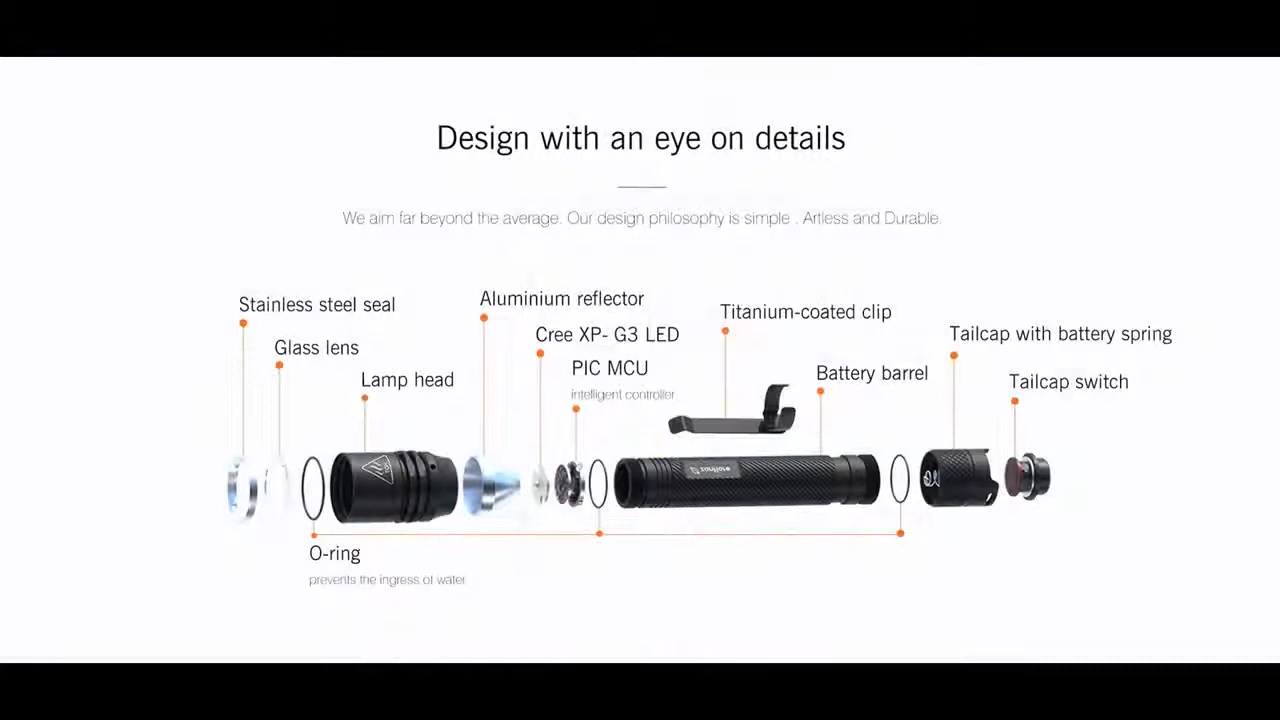 Design with an eye on details
We aim far beyond the average. Our design philosophy is simple . Artless and Durable.
Stainless steel seal
Glass lens
Lamp head
Aluminium reflector
Cree XP- G3 LED
PIC MCU
intelligent controller
Titanium-coated clip
Battery barrel
Tailcap with battery spring
Tailcap switch
O-ring
prevents the ingress of water